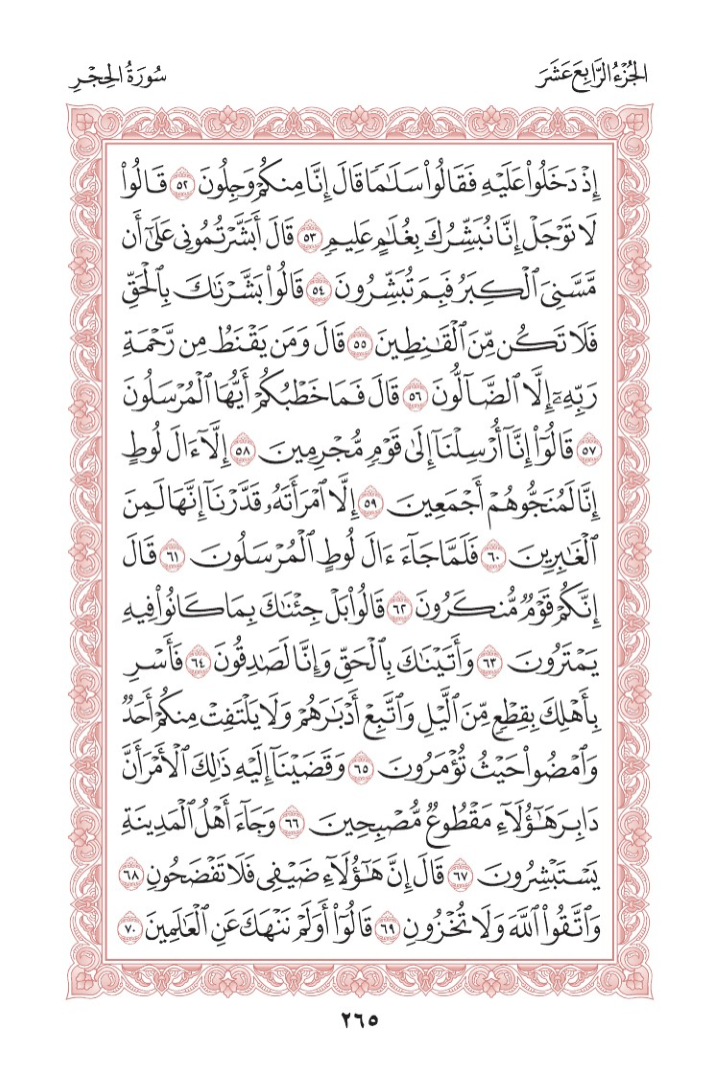 الجُزْءُ الرَّابِعَ عَشَرَ
سُورَةُ الحِجْرِ
إِذْ دَخَلُوا۟ عَلَيْهِ فَقَالُوا۟ سَلَـٰمًا قَالَ إِنَّا مِنكُمْ وَجِلُونَ ٥٢ قَالُوا۟
لَا تَوْجَلْ إِنَّا نُبَشِّرُكَ بِغُلَـٰمٍ عَلِيمٍ ٥٣ قَالَ أَبَشَّرْتُمُونِى عَلَىٰٓ أَن
مَّسَّنِىَ ٱلْكِبَرُ فَبِمَ تُبَشِّرُونَ ٥٤ قَالُوا۟ بَشَّرْنَـٰكَ بِٱلْحَقِّ
فَلَا تَكُن مِّنَ ٱلْقَـٰنِطِينَ ٥٥ قَالَ وَمَن يَقْنَطُ مِن رَّحْمَةِ
رَبِّهِۦٓ إِلَّا ٱلضَّآلُّونَ ٥٦ قَالَ فَمَا خَطْبُكُمْ أَيُّهَا ٱلْمُرْسَلُونَ
٥٧ قَالُوٓا۟ إِنَّآ أُرْسِلْنَآ إِلَىٰ قَوْمٍ مُّجْرِمِينَ ٥٨ إِلَّآ ءَالَ لُوطٍ
إِنَّا لَمُنَجُّوهُمْ أَجْمَعِينَ ٥٩ إِلَّا ٱمْرَأَتَهُۥ قَدَّرْنَآ إِنَّهَا لَمِنَ
ٱلْغَـٰبِرِينَ ٦٠ فَلَمَّا جَآءَ ءَالَ لُوطٍ ٱلْمُرْسَلُونَ ٦١ قَالَ
إِنَّكُمْ قَوْمٌ مُّنكَرُونَ ٦٢ قَالُوا۟ بَلْ جِئْنَـٰكَ بِمَا كَانُوا۟ فِيهِ
يَمْتَرُونَ ٦٣ وَأَتَيْنَـٰكَ بِٱلْحَقِّ وَإِنَّا لَصَـٰدِقُونَ ٦٤ فَأَسْرِ
بِأَهْلِكَ بِقِطْعٍ مِّنَ ٱلَّيْلِ وَٱتَّبِعْ أَدْبَـٰرَهُمْ وَلَا يَلْتَفِتْ مِنكُمْ أَحَدٌ
وَٱمْضُوا۟ حَيْثُ تُؤْمَرُونَ ٦٥ وَقَضَيْنَآ إِلَيْهِ ذَٰلِكَ ٱلْأَمْرَ أَنَّ
دَابِرَ هَـٰٓؤُلَآءِ مَقْطُوعٌ مُّصْبِحِينَ ٦٦ وَجَآءَ أَهْلُ ٱلْمَدِينَةِ
يَسْتَبْشِرُونَ ٦٧ قَالَ إِنَّ هَـٰٓؤُلَآءِ ضَيْفِى فَلَا تَفْضَحُونِ ٦٨
وَٱتَّقُوا۟ ٱللَّهَ وَلَا تُخْزُونِ ٦٩ قَالُوٓا۟ أَوَلَمْ نَنْهَكَ عَنِ ٱلْعَـٰلَمِينَ ٧٠
٢٦٥